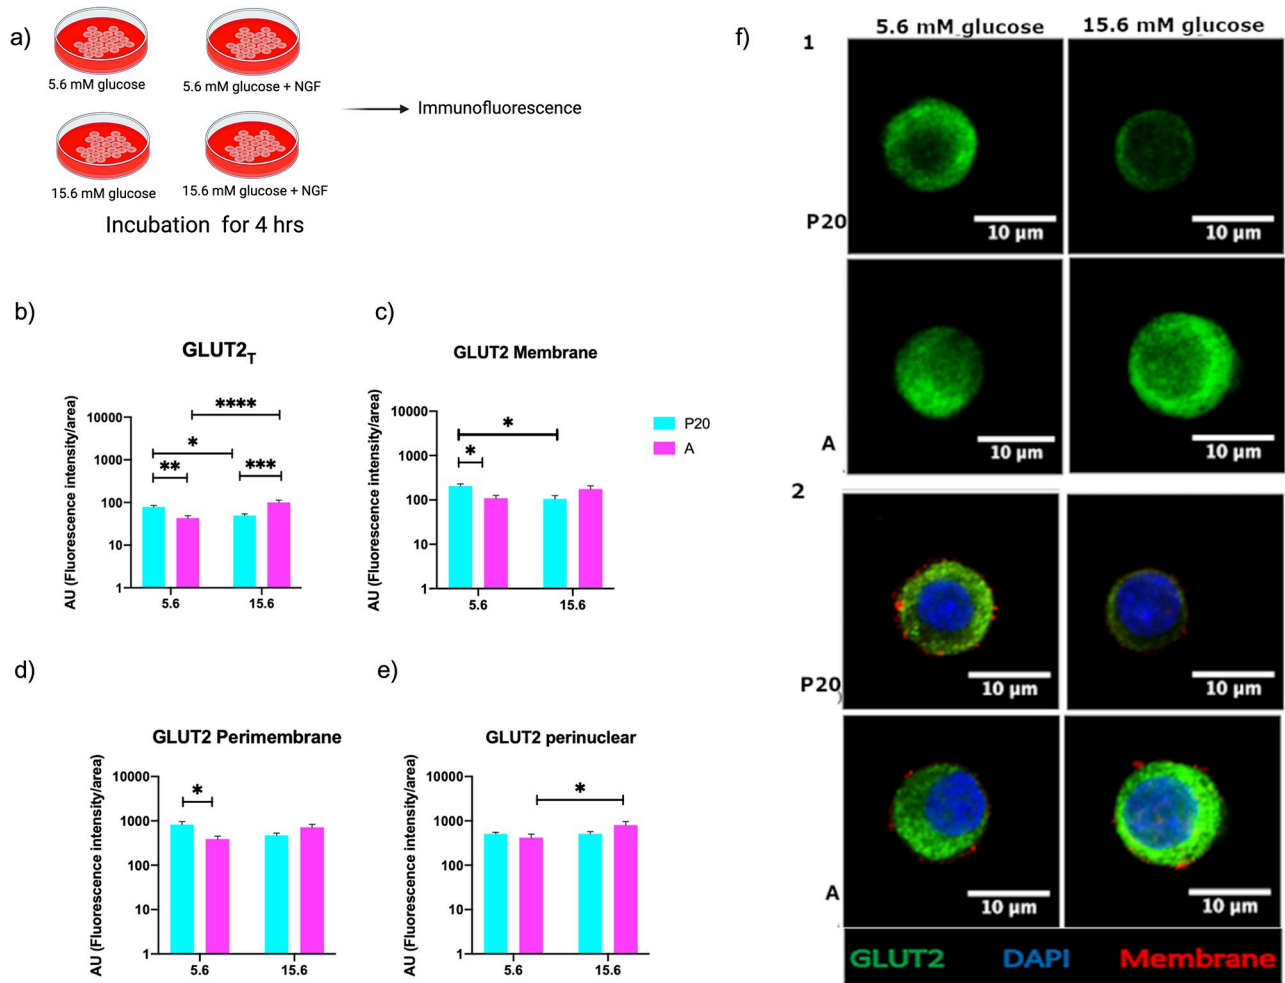 a)
5.6 mM glucose
5.6 mM glucose + NGF
15.6 mM glucose
15.6 mM glucose + NGF
Immunofluorescence
Incubation for 4 hrs
b)
GLUT2T
AU (Fluorescence intensity/area)
10000
1000
100
10
1
****
*
**
***
5.6
15.6
c)
GLUT2 Membrane
AU (Fluorescence intensity/area)
10000
1000
100
10
1
*
*
5.6
15.6
P20
A
d)
GLUT2 Perimembrane
AU (Fluorescence intensity/area)
10000
1000
100
10
1
*
5.6
15.6
e)
GLUT2 perinuclear
AU (Fluorescence intensity/area)
10000
1000
100
10
1
*
5.6
15.6
f)
1
5.6 mM_glucose
15.6 mM glucose
P20
10 µm
10 µm
A
10 µm
10 µm
2
P20
10 µm
10 µm
A
10 µm
10 µm
GLUT2 DAPI Membrane